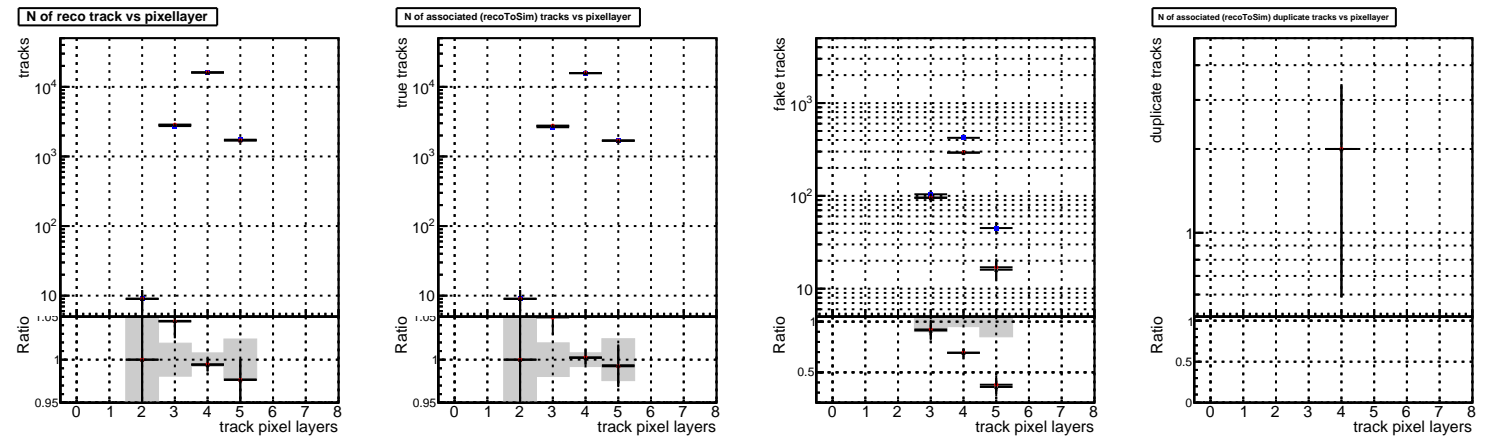 N of reco track vs pixellayer
tracks
10^4
10^3
10^2
10
1.05
1
0.95
Ratio
0 1 2 3 4 5 6 7 8
track pixel layers
N of associated (recoToSim) tracks vs pixellayer
true tracks
10^4
10^3
10^2
10
1.05
1
0.95
Ratio
0 1 2 3 4 5 6 7 8
track pixel layers
fake tracks
10^3
10^2
10
1
0.5
Ratio
0 1 2 3 4 5 6 7 8
track pixel layers
N of associated (recoToSim) duplicate tracks vs pixellayer
duplicate tracks
1
1
0.5
0
Ratio
0 1 2 3 4 5 6 7 8
track pixel layers